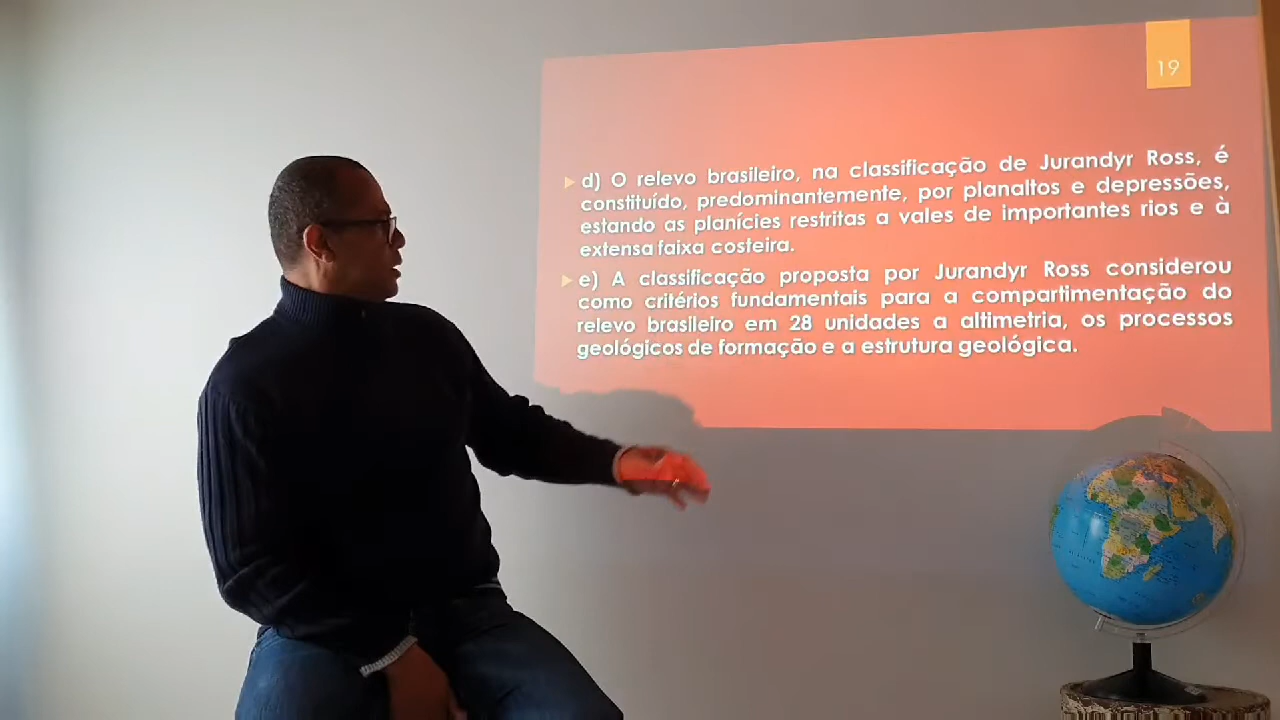 19
d) O relevo brasileiro, na classificação de Jurandyr Ross, é
constituído, predominantemente, por planaltos e depressões,
estando as planícies restritas a vales de importantes rios e à
extensa faixa costeira.
e) A classificação proposta por Jurandyr Ross considerou
como critérios fundamentais para a compartimentação do
relevo brasileiro em 28 unidades a altimetria, os processos
geológicos de formação e a estrutura geológica.